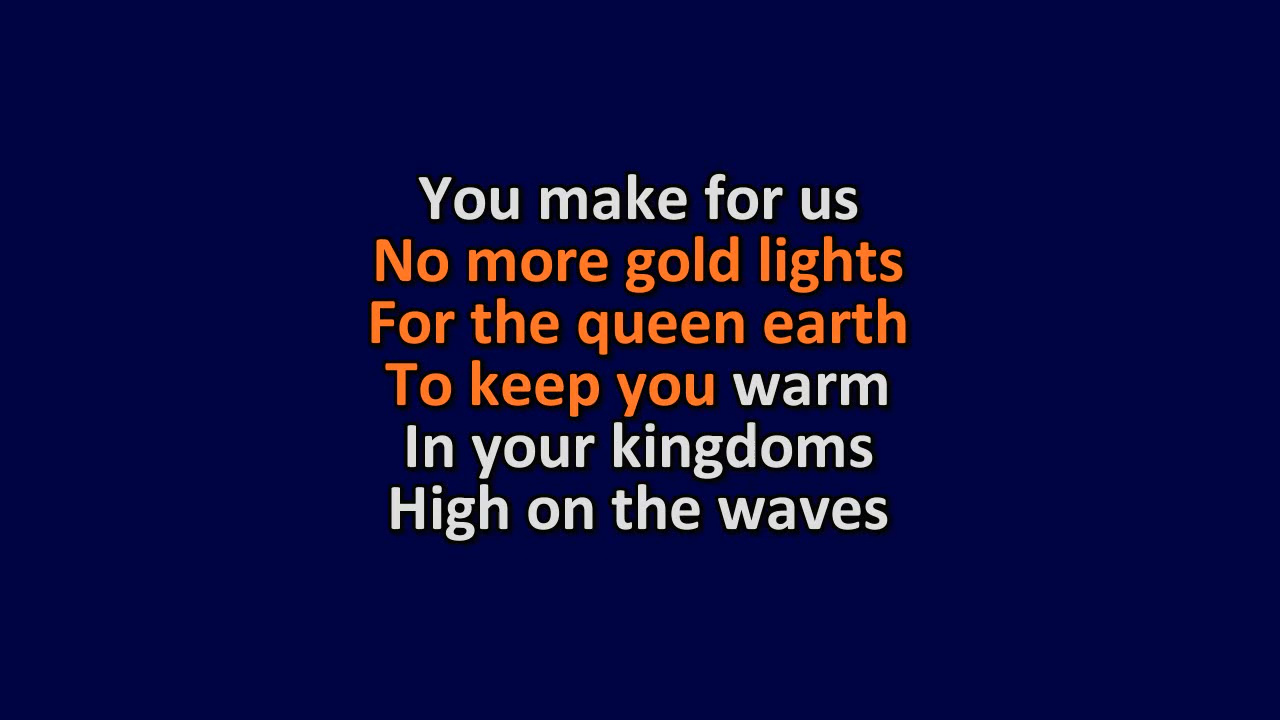 You make for us
No more gold lights
For the queen earth
To keep you warm
In your kingdoms
High on the waves